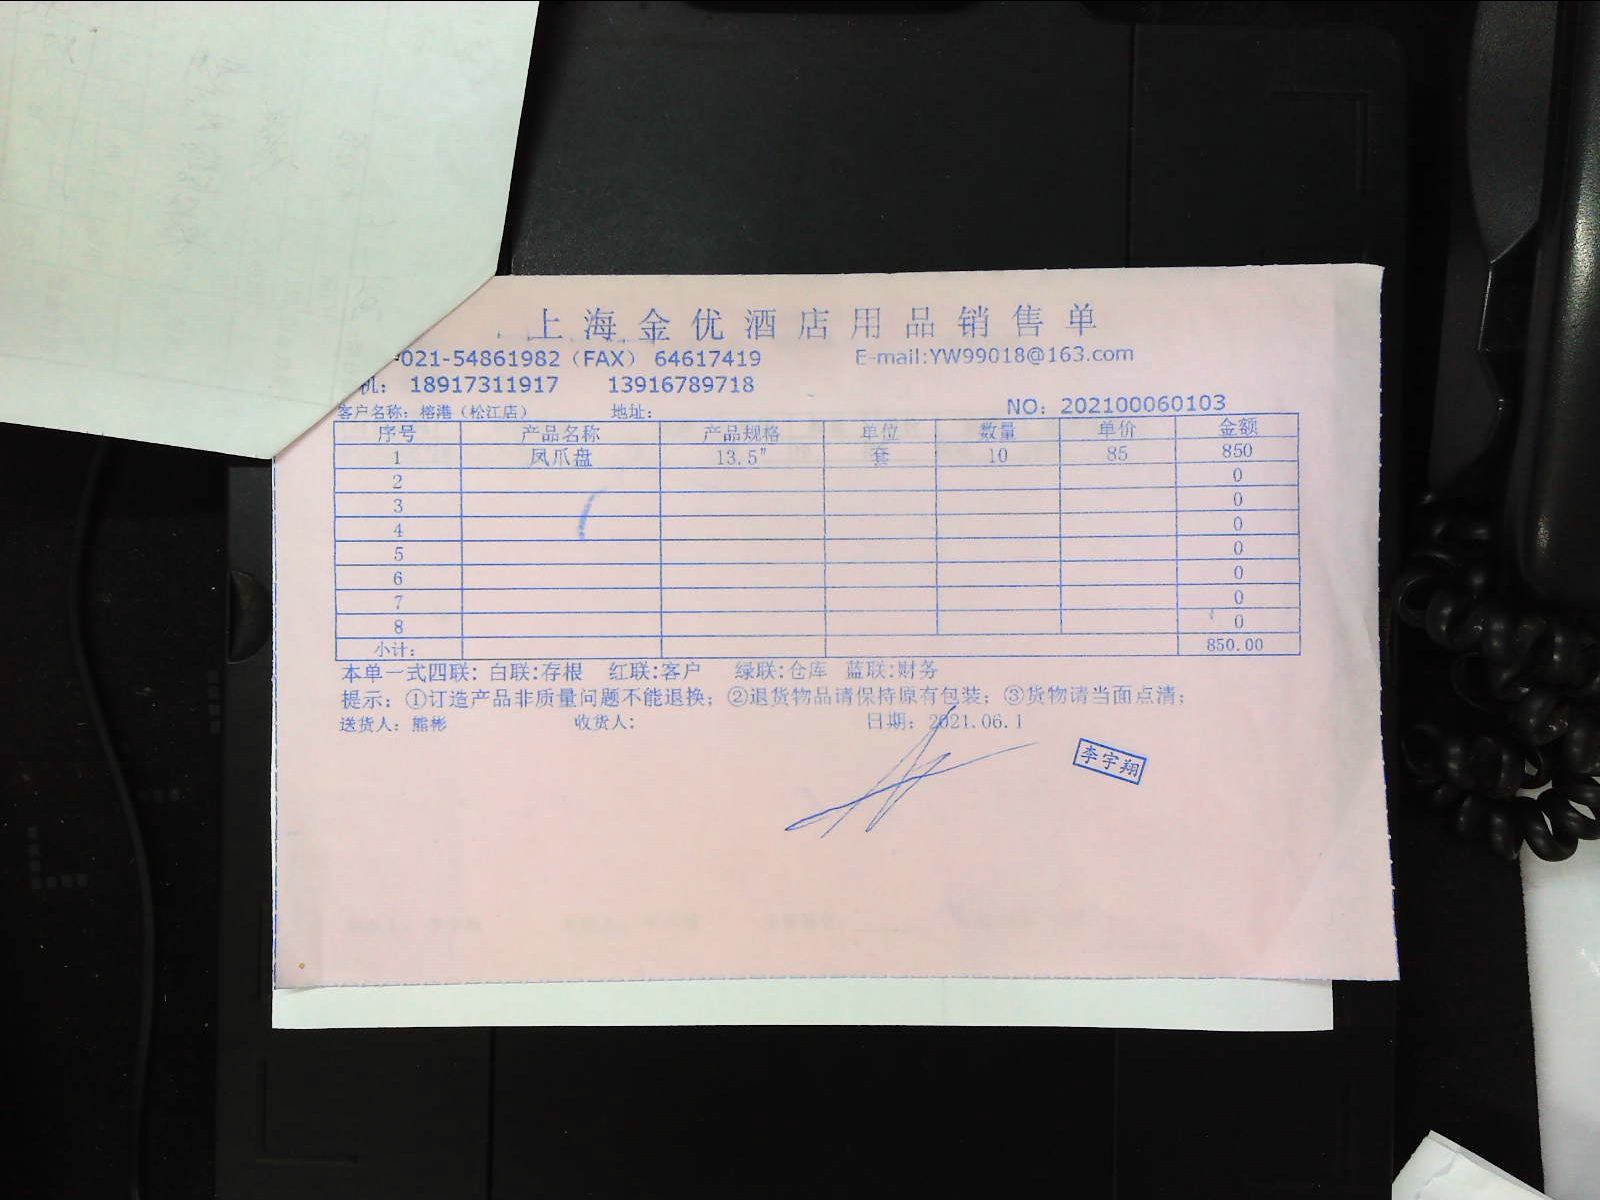 上海金优酒店用品销售单
021-54861982（FAX） 64617419 E-mail:YW99018@163.com
机： 18917311917 13916789718
客户名称：榕港（松江店） 地址： NO：202100060103
序号 产品名称 产品规格 单位 数量 单价 金额
1 凤爪盘 13.5" 套 10 85 850
2 0
3 0
4 0
5 0
6 0
7 0
8 0
小计： 850.00
本单一式四联：白联:存根 红联:客户 绿联:仓库 蓝联:财务
提示：①订造产品非质量问题不能退换；②退货物品请保持原有包装；③货物请当面点清；
送货人：熊彬 收货人： 日期：2021.06.1
李宇翔